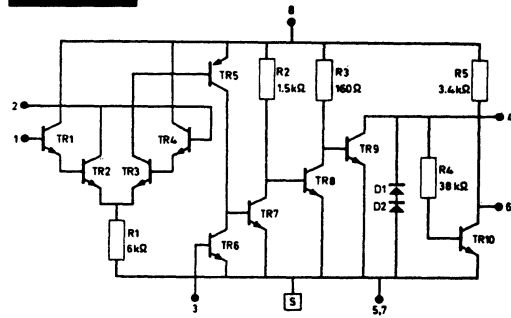 8
TR5
R2
1.5kΩ
R3
160Ω
R5
3.4kΩ
2
1
TR1
TR4
TR9
4
TR2
TR3
TR8
R4
38kΩ
D1
D2
6
R1
6kΩ
TR6
TR7
TR10
3
S
5,7